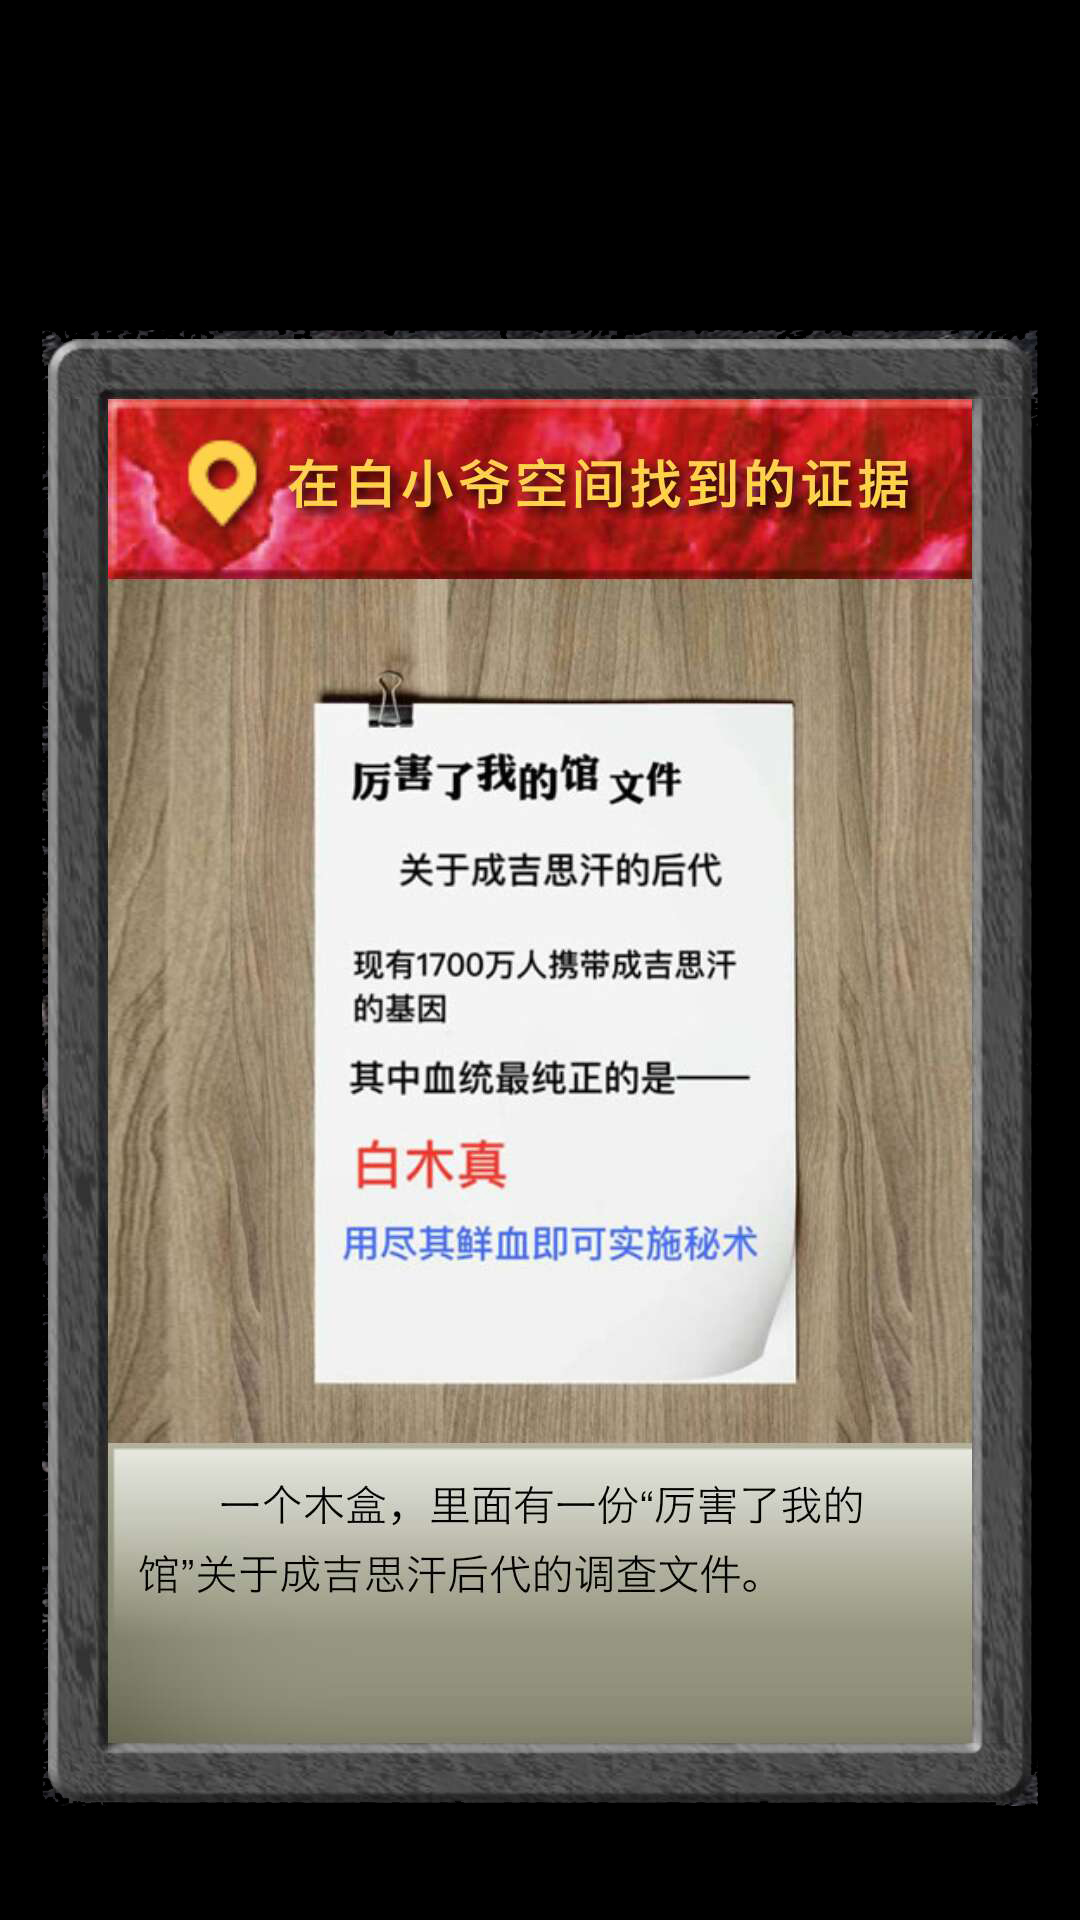 在白小爷空间找到的证据
厉害了我的馆文件
关于成吉思汗的后代
现有1700万人携带成吉思汗
的基因
其中血统最纯正的是——
白木真
用尽其鲜血即可实施秘术
一个木盒，里面有一份“厉害了我的
馆”关于成吉思汗后代的调查文件。